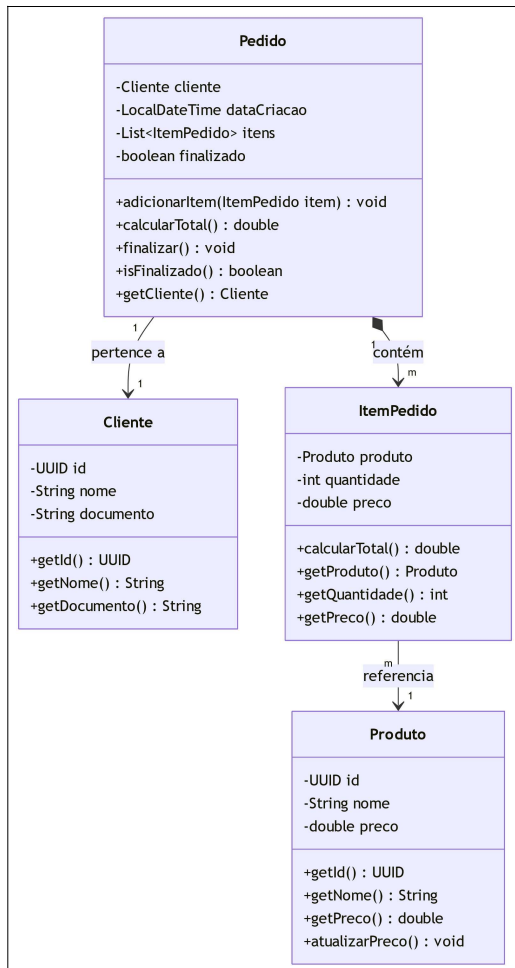 Pedido
-Cliente cliente
-LocalDateTime dataCriacao
-List<ItemPedido> itens
-boolean finalizado
+adicionarItem(ItemPedido item) : void
+calcularTotal() : double
+finalizar() : void
+isFinalizado() : boolean
+getCliente() : Cliente
1
pertence a
1
1
contém
m
Cliente
-UUID id
-String nome
-String documento
+getId() : UUID
+getNome() : String
+getDocumento() : String
ItemPedido
-Produto produto
-int quantidade
-double preco
+calcularTotal() : double
+getProduto() : Produto
+getQuantidade() : int
+getPreco() : double
m
referencia
1
Produto
-UUID id
-String nome
-double preco
+getId() : UUID
+getNome() : String
+getPreco() : double
+atualizarPreco() : void